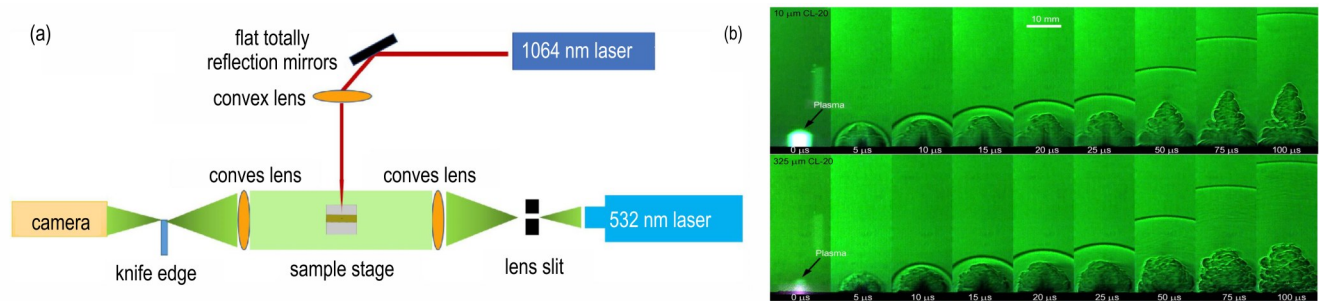 (a)
flat totally
reflection mirrors
1064 nm laser
convex lens
conves lens
conves lens
camera
532 nm laser
knife edge
sample stage
lens slit
(b)
10 µm CL-20
10 mm
Plasma
0 µs
5 µs
10 µs
15 µs
20 µs
25 µs
50 µs
75 µs
100 µs
325 µm CL-20
Plasma
0 µs
5 µs
10 µs
15 µs
20 µs
25 µs
50 µs
75 µs
100 µs